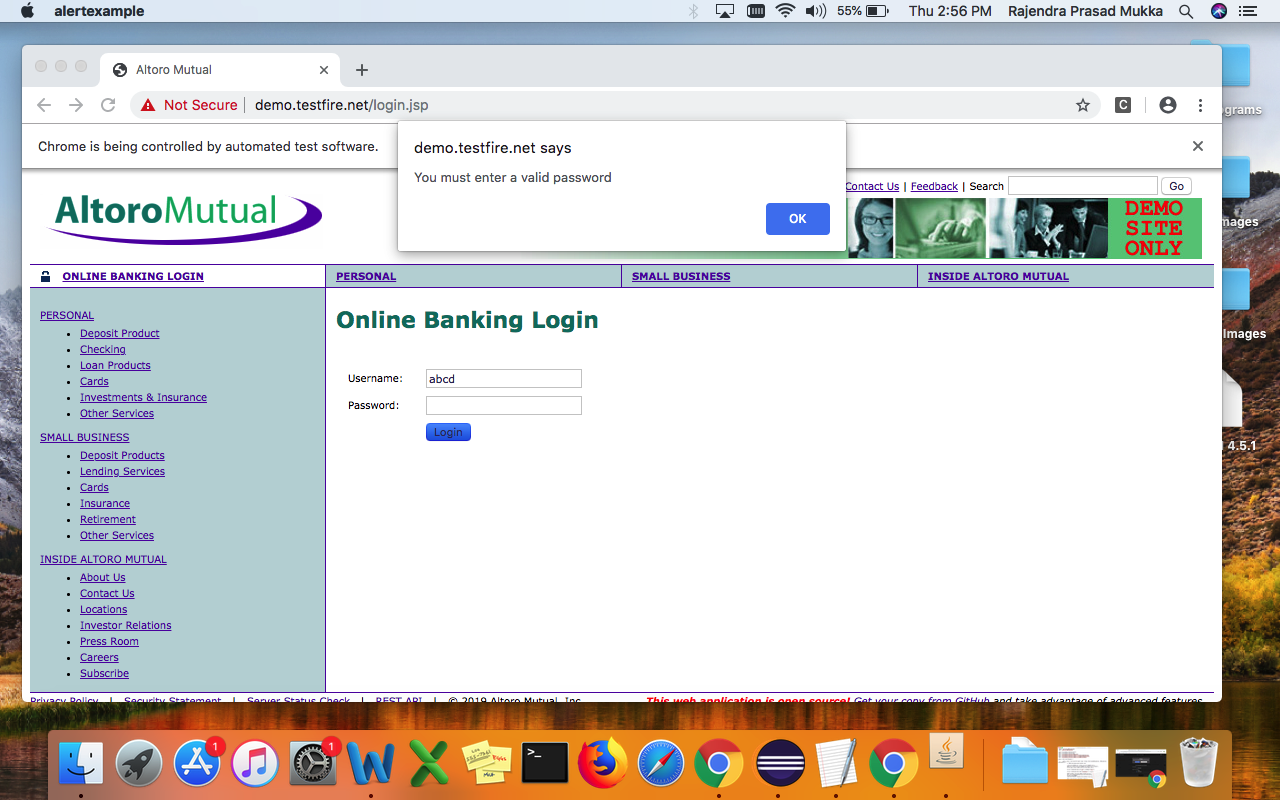 alertexample
55%
Thu 2:56 PM
Rajendra Prasad Mukka
Altoro Mutual
Not Secure
demo.testfire.net/login.jsp
C
Chrome is being controlled by automated test software.
demo.testfire.net says
You must enter a valid password
OK
AltoroMutual
Contact Us | Feedback | Search
Go
DEMO
SITE
ONLY
ONLINE BANKING LOGIN
PERSONAL
SMALL BUSINESS
INSIDE ALTORO MUTUAL
PERSONAL
Deposit Product
Checking
Loan Products
Cards
Investments & Insurance
Other Services
SMALL BUSINESS
Deposit Products
Lending Services
Cards
Insurance
Retirement
Other Services
INSIDE ALTORO MUTUAL
About Us
Contact Us
Locations
Investor Relations
Press Room
Careers
Subscribe
Online Banking Login
Username:
abcd
Password:
Login
Privacy Policy | Security Statement | Server Status Check | REST API | © 2019 Altoro Mutual, Inc.
This web application is open source! Get your copy from GitHub and take advantage of advanced features
grams
mages
Images
4.5.1
1
1